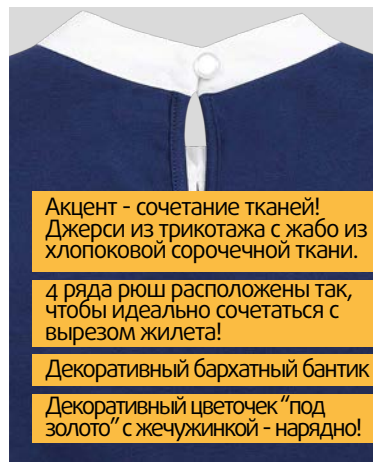 Акцент - сочетание тканей!
Джерси из трикотажа с жабо из
хлопоковой сорочечной ткани.
4 ряда рюш расположены так,
чтобы идеально сочетаться с
вырезом жилета!
Декоративный бархатный бантик
Декоративный цветочек “под
золото” с жечужинкой - нарядно!